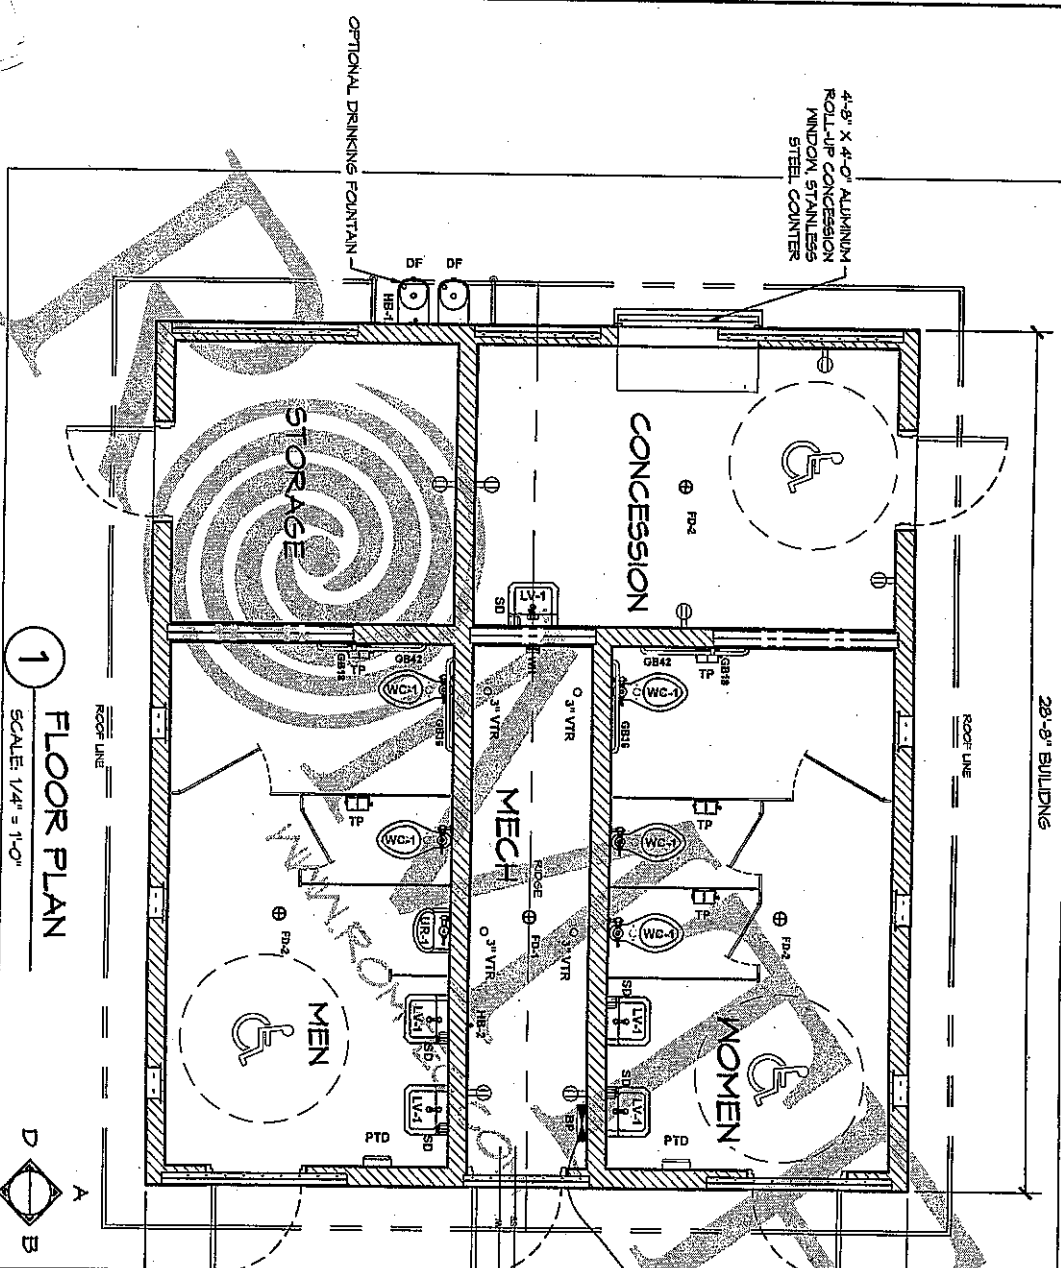 OPTIONAL DRINKING FOUNTAIN
4'-8" X 4'-0" ALUMINUM
ROLL-UP CONCESSION
WINDOW, STAINLESS
STEEL COUNTER
28'-8" BUILDING
DF
DF
HB-1
STORAGE
CONCESSION
FD-2
LV-1
SD
ROOF LINE
ROOF LINE
GB18
TP
GB42
WC-1
GB36
3" VTR
3" VTR
GB42
TP
GB18
WC-1
GB36
TP
WC-1
MECH
RIDGE
TP
WC-1
TP
WC-1
FD-2
UR-1
3" VTR
FD-1
3" VTR
FD-2
MEN
LV-1
SD
HB-2
SD
LV-1
WOMEN
LV-1
SD
PTD
BP
SD
LV-1
PTD
1
FLOOR PLAN
SCALE: 1/4" = 1'-0"
A
B
D